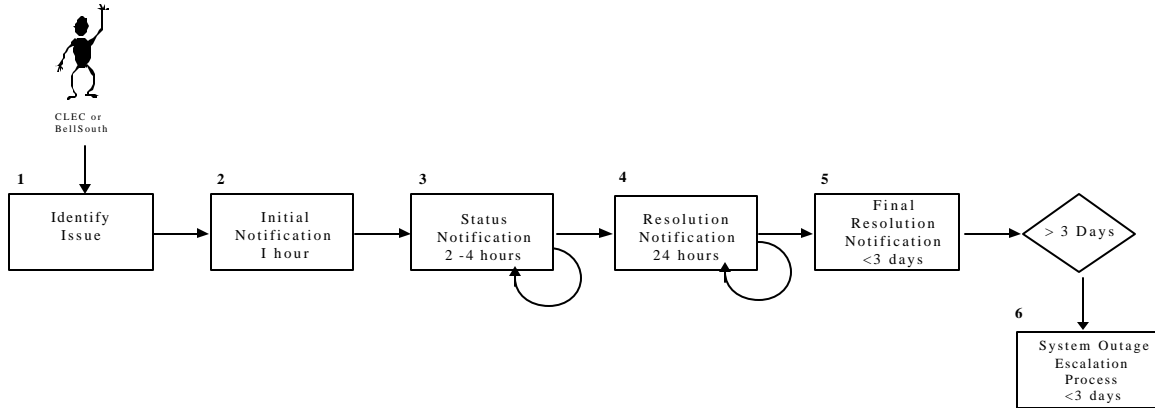 CLEC or
BellSouth
1
Identify
Issue
2
Initial
Notification
I hour
3
Status
Notification
2 -4 hours
4
Resolution
Notification
24 hours
5
Final
Resolution
Notification
<3 days
> 3 Days
6
System Outage
Escalation
Process
<3 days